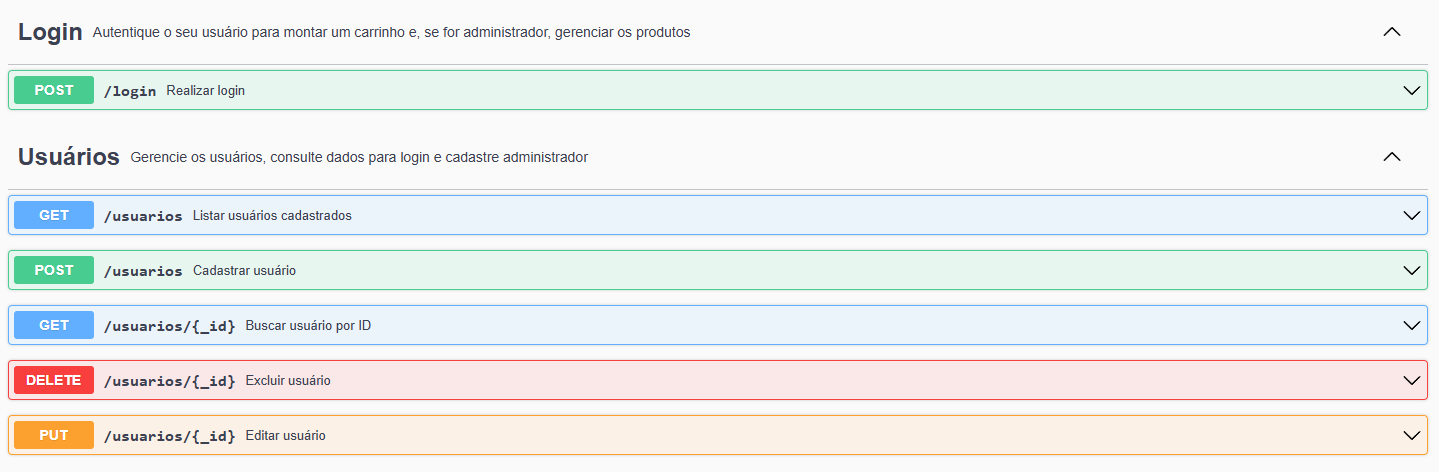 Login Autentique o seu usuário para montar um carrinho e, se for administrador, gerenciar os produtos
POST /login Realizar login
Usuários Gerencie os usuários, consulte dados para login e cadastre administrador
GET /usuarios Listar usuários cadastrados
POST /usuarios Cadastrar usuário
GET /usuarios/{_id} Buscar usuário por ID
DELETE /usuarios/{_id} Excluir usuário
PUT /usuarios/{_id} Editar usuário